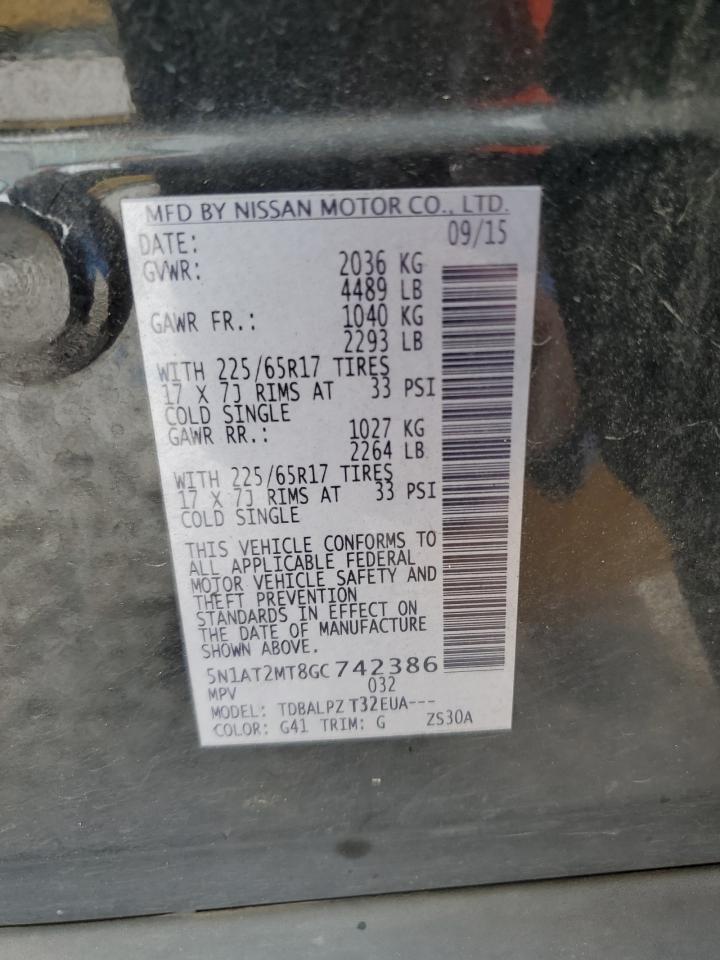 MFD BY NISSAN MOTOR CO., LTD.
DATE: 09/15
GVWR: 2036 KG
4489 LB
GAWR FR.: 1040 KG
2293 LB
WITH 225/65R17 TIRES
17 X 7J RIMS AT 33 PSI
COLD SINGLE
GAWR RR.: 1027 KG
2264 LB
WITH 225/65R17 TIRES
17 X 7J RIMS AT 33 PSI
COLD SINGLE
THIS VEHICLE CONFORMS TO
ALL APPLICABLE FEDERAL
MOTOR VEHICLE SAFETY AND
THEFT PREVENTION
STANDARDS IN EFFECT ON
THE DATE OF MANUFACTURE
SHOWN ABOVE.
5N1AT2MT8GC742386
MPV 032
MODEL: TDBALPZ T32EUA---
COLOR: G41 TRIM: G ZS30A